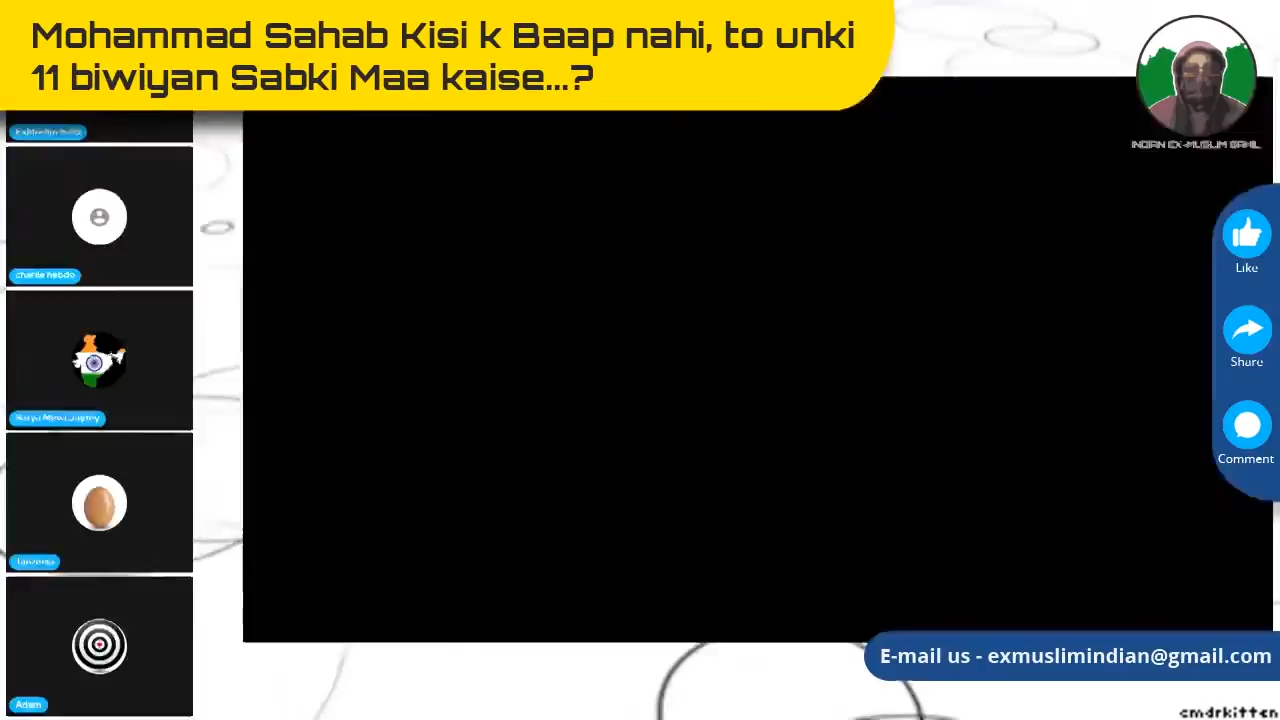 Mohammad Sahab Kisi k Baap nahi, to unki
11 biwiyan Sabki Maa kaise...?
INDIAN EX-MUSLIM SAHIL
charlie hebdo
Like
Share
Comment
Adam
E-mail us - exmuslimindian@gmail.com
cmdrkitten